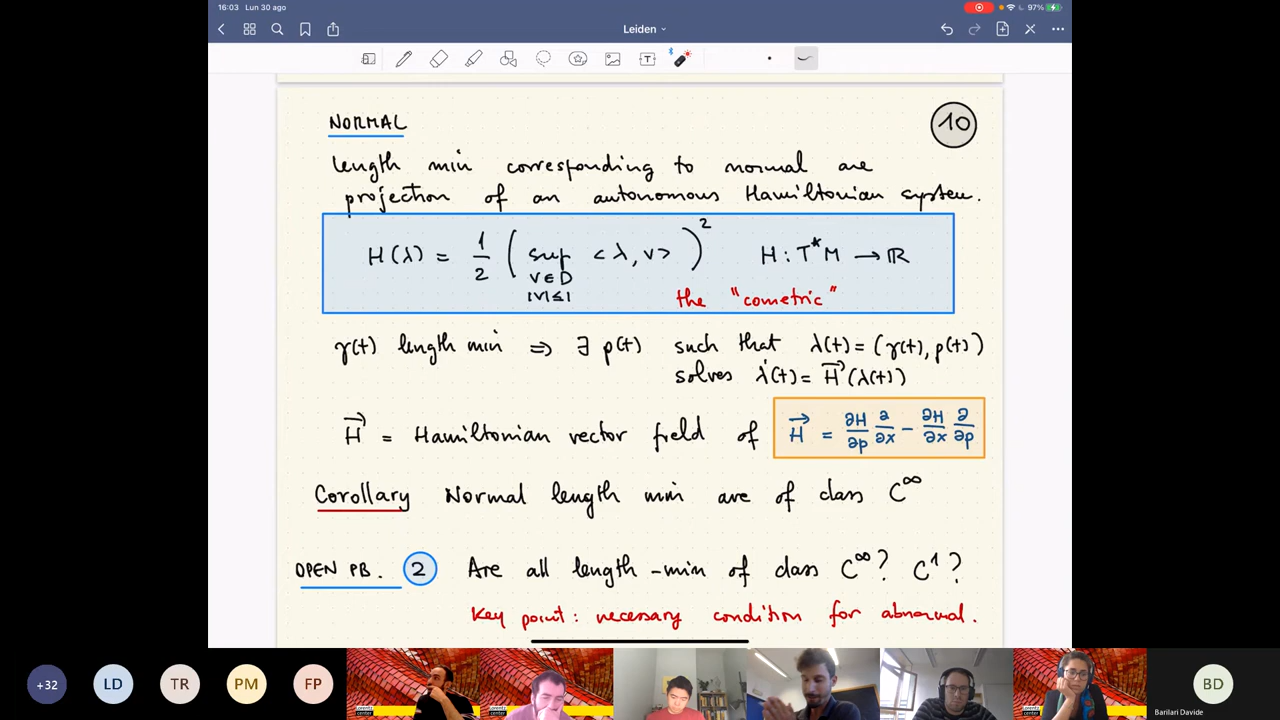 16:03 Lun 30 ago
97%
Leiden
T
NORMAL
10
length min corresponding to normal are
projection of an autonomous Hamiltonian system.
H(λ) = 1/2 ( sup <λ, v> )² H : T*M → ℝ
v∈D
|v|≤1
the "cometric"
γ(t) length min ⇒ ∃ p(t) such that λ(t) = (γ(t), p(t))
solves λ̇(t) = H⃗(λ(t))
H⃗ = Hamiltonian vector field of H⃗ = ∂H/∂p ∂/∂x − ∂H/∂x ∂/∂p
Corollary Normal length min are of class C^∞
OPEN PB. 2 Are all length-min of class C^∞? C¹?
Key point: necessary condition for abnormal.
+32
LD
TR
PM
FP
BD
Barilari Davide